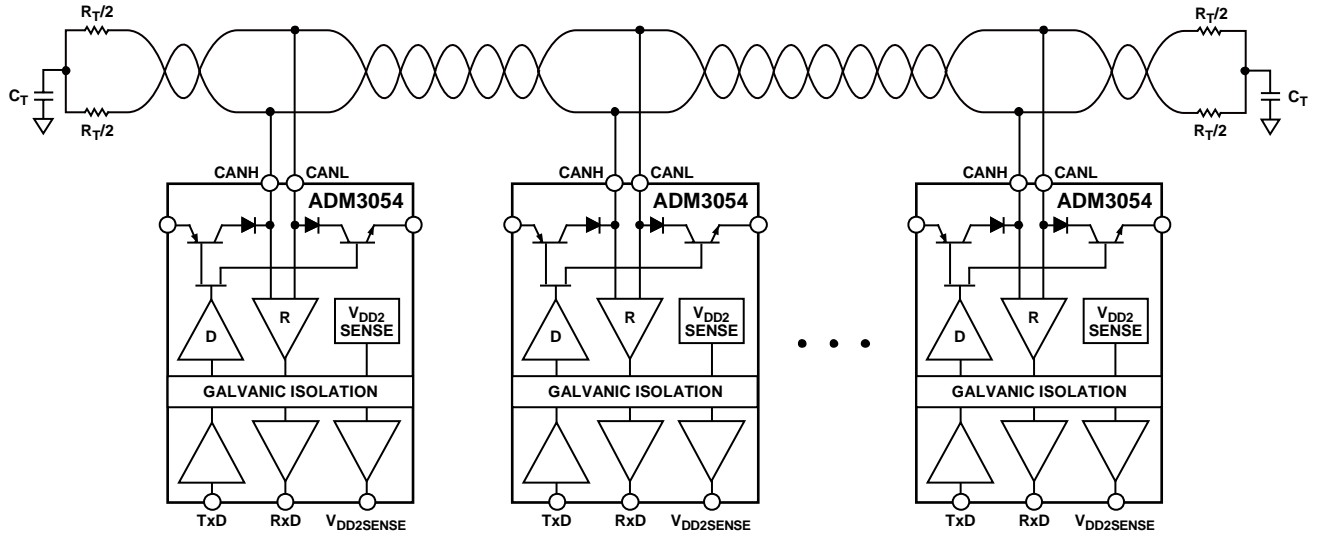 R_T/2
R_T/2
C_T
R_T/2
R_T/2
C_T
CANH CANL
ADM3054
D
R
V_DD2
SENSE
GALVANIC ISOLATION
TxD
RxD
V_DD2SENSE
CANH CANL
ADM3054
D
R
V_DD2
SENSE
GALVANIC ISOLATION
TxD
RxD
V_DD2SENSE
CANH CANL
ADM3054
D
R
V_DD2
SENSE
GALVANIC ISOLATION
TxD
RxD
V_DD2SENSE